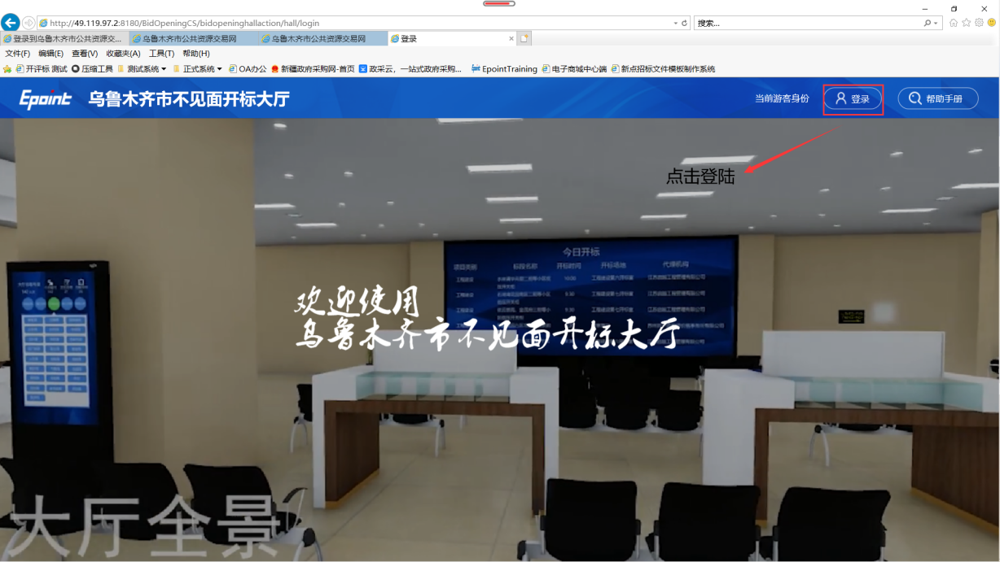 http://49.119.97.2:8180/BidOpeningCS/bidopeninghallaction/hall/login
搜索...
登录到乌鲁木齐市公共资源交...
乌鲁木齐市公共资源交易网
乌鲁木齐市公共资源交易网
登录
文件(F) 编辑(E) 查看(V) 收藏夹(A) 工具(T) 帮助(H)
开评标 测试 压缩工具 测试系统 正式系统 OA办公 新疆政府采购网-首页 政采云，一站式政府采购... EpointTraining 电子商城中心端 新点招标文件模板制作系统
Epoint 乌鲁木齐市不见面开标大厅
当前游客身份 登录 帮助手册
点击登陆
今日开标
项目类别 标段名称 开标时间 开标场地 代理机构
欢迎使用
乌鲁木齐市不见面开标大厅
大厅全景